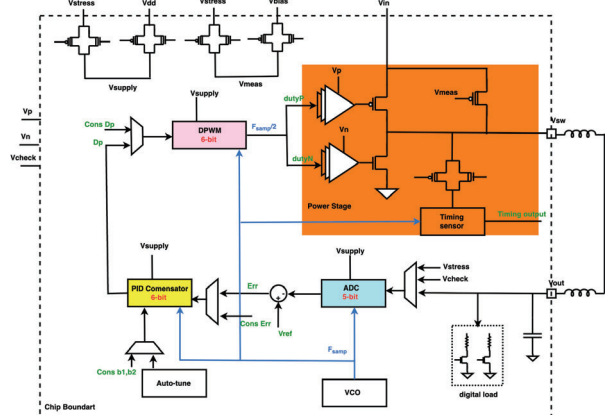 Vstress
Vdd
Vstress
Vbias
Vin
Vsupply
Vmeas
Vp
Vn
Vcheck
Cons Dp
Dp
Vsupply
DPWM
6-bit
Fsamp/2
dutyP
dutyN
Vp
Vn
Vmeas
Vsw
Power Stage
Timing
sensor
Timing output
Vsupply
PID Comensator
6-bit
Err
Cons Err
Vref
Vsupply
ADC
5-bit
Vstress
Vcheck
Vout
Fsamp
Cons b1,b2
Auto-tune
VCO
digital load
Chip Boundart